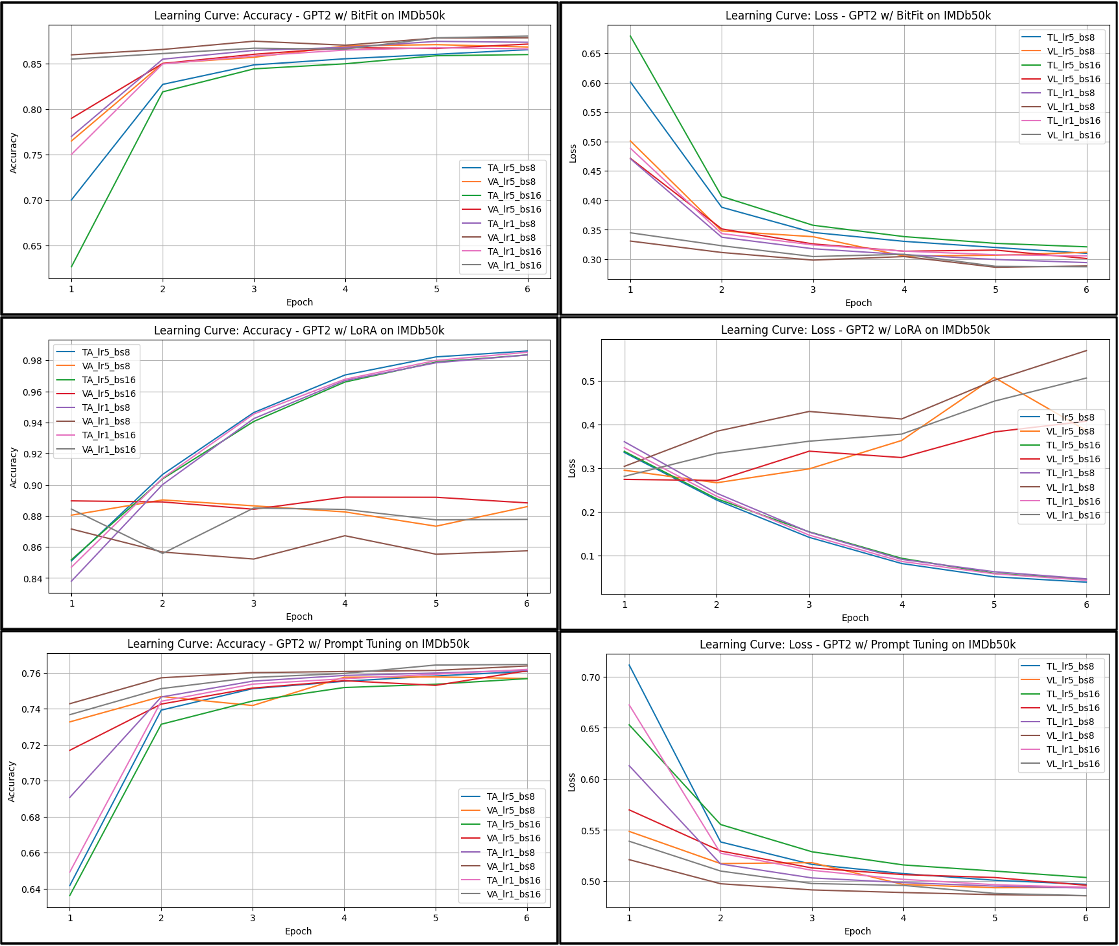 Learning Curve: Accuracy - GPT2 w/ BitFit on IMDb50k
0.85
0.80
0.75
0.70
0.65
Accuracy
1 2 3 4 5 6
Epoch
TA_lr5_bs8
VA_lr5_bs8
TA_lr5_bs16
VA_lr5_bs16
TA_lr1_bs8
VA_lr1_bs8
TA_lr1_bs16
VA_lr1_bs16
Learning Curve: Loss - GPT2 w/ BitFit on IMDb50k
0.65
0.60
0.55
0.50
0.45
0.40
0.35
0.30
Loss
1 2 3 4 5 6
Epoch
TL_lr5_bs8
VL_lr5_bs8
TL_lr5_bs16
VL_lr5_bs16
TL_lr1_bs8
VL_lr1_bs8
TL_lr1_bs16
VL_lr1_bs16
Learning Curve: Accuracy - GPT2 w/ LoRA on IMDb50k
0.98
0.96
0.94
0.92
0.90
0.88
0.86
0.84
Accuracy
1 2 3 4 5 6
Epoch
TA_lr5_bs8
VA_lr5_bs8
TA_lr5_bs16
VA_lr5_bs16
TA_lr1_bs8
VA_lr1_bs8
TA_lr1_bs16
VA_lr1_bs16
Learning Curve: Loss - GPT2 w/ LoRA on IMDb50k
0.5
0.4
0.3
0.2
0.1
Loss
1 2 3 4 5 6
Epoch
TL_lr5_bs8
VL_lr5_bs8
TL_lr5_bs16
VL_lr5_bs16
TL_lr1_bs8
VL_lr1_bs8
TL_lr1_bs16
VL_lr1_bs16
Learning Curve: Accuracy - GPT2 w/ Prompt Tuning on IMDb50k
0.76
0.74
0.72
0.70
0.68
0.66
0.64
Accuracy
1 2 3 4 5 6
Epoch
TA_lr5_bs8
VA_lr5_bs8
TA_lr5_bs16
VA_lr5_bs16
TA_lr1_bs8
VA_lr1_bs8
TA_lr1_bs16
VA_lr1_bs16
Learning Curve: Loss - GPT2 w/ Prompt Tuning on IMDb50k
0.70
0.65
0.60
0.55
0.50
Loss
1 2 3 4 5 6
Epoch
TL_lr5_bs8
VL_lr5_bs8
TL_lr5_bs16
VL_lr5_bs16
TL_lr1_bs8
VL_lr1_bs8
TL_lr1_bs16
VL_lr1_bs16